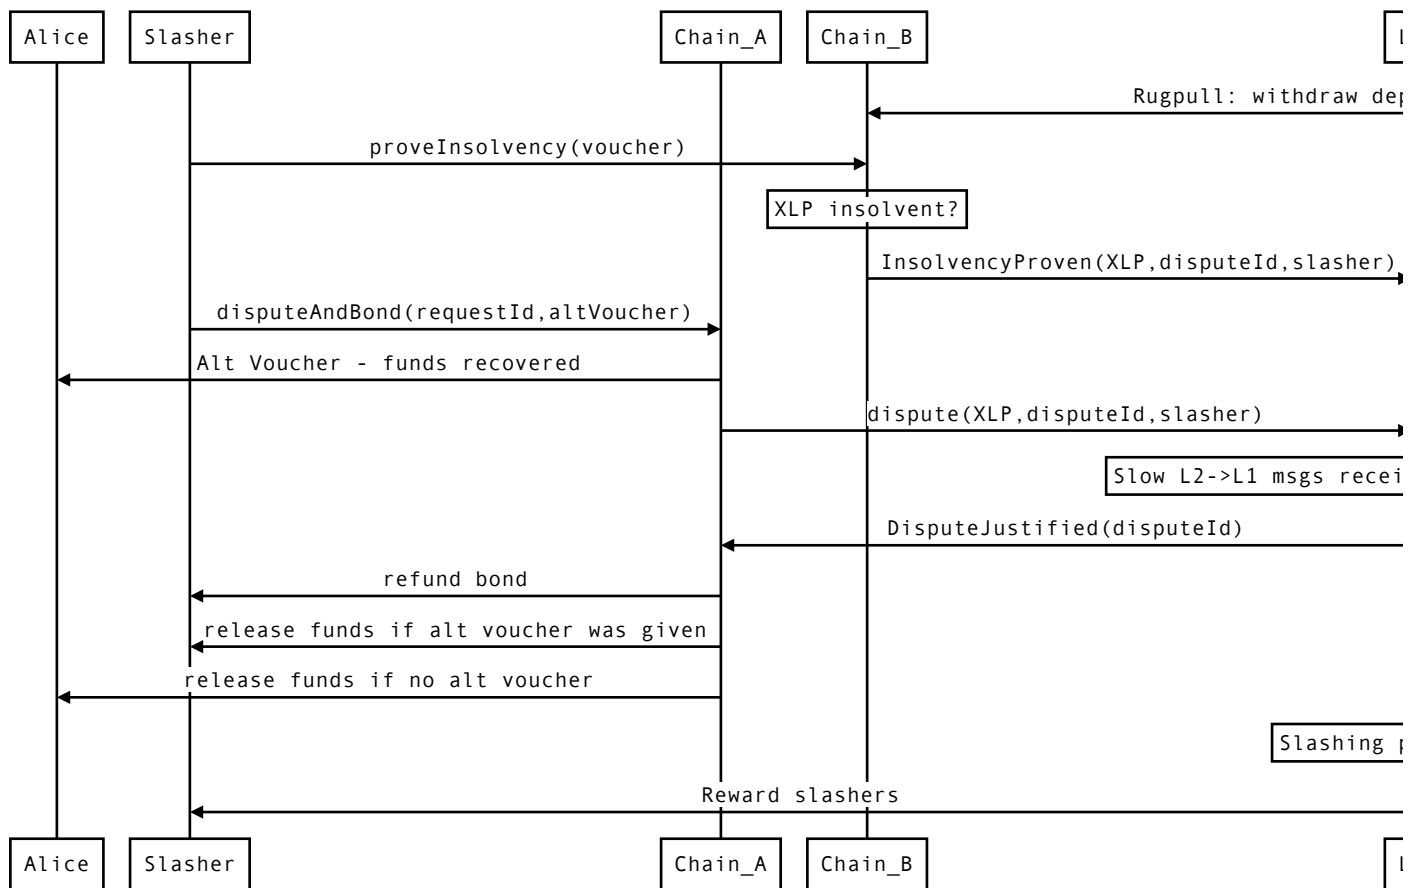 Alice
Slasher
Chain_A
Chain_B
Rugpull: withdraw
proveInsolvency(voucher)
XLP insolvent?
InsolvencyProven(XLP,disputeId,slasher)
disputeAndBond(requestId,altVoucher)
Alt Voucher - funds recovered
dispute(XLP,disputeId,slasher)
Slow L2->L1 msgs
DisputeJustified(disputeId)
refund bond
release funds if alt voucher was given
release funds if no alt voucher
Slashing
Reward slashers
Alice
Slasher
Chain_A
Chain_B